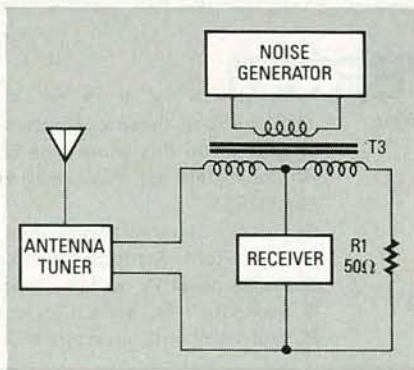 NOISE
GENERATOR
T3
ANTENNA
TUNER
RECEIVER
R1
50Ω